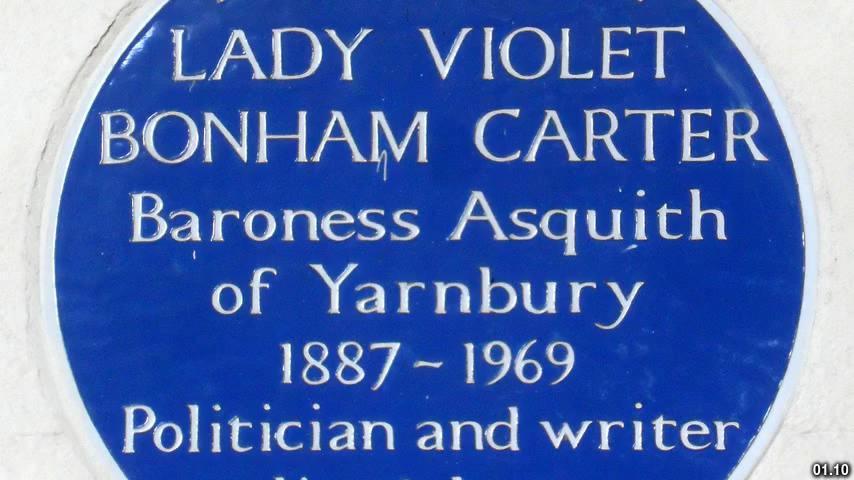 LADY VIOLET
BONHAM CARTER
Baroness Asquith
of Yarnbury
1887 ~ 1969
Politician and writer
01.10